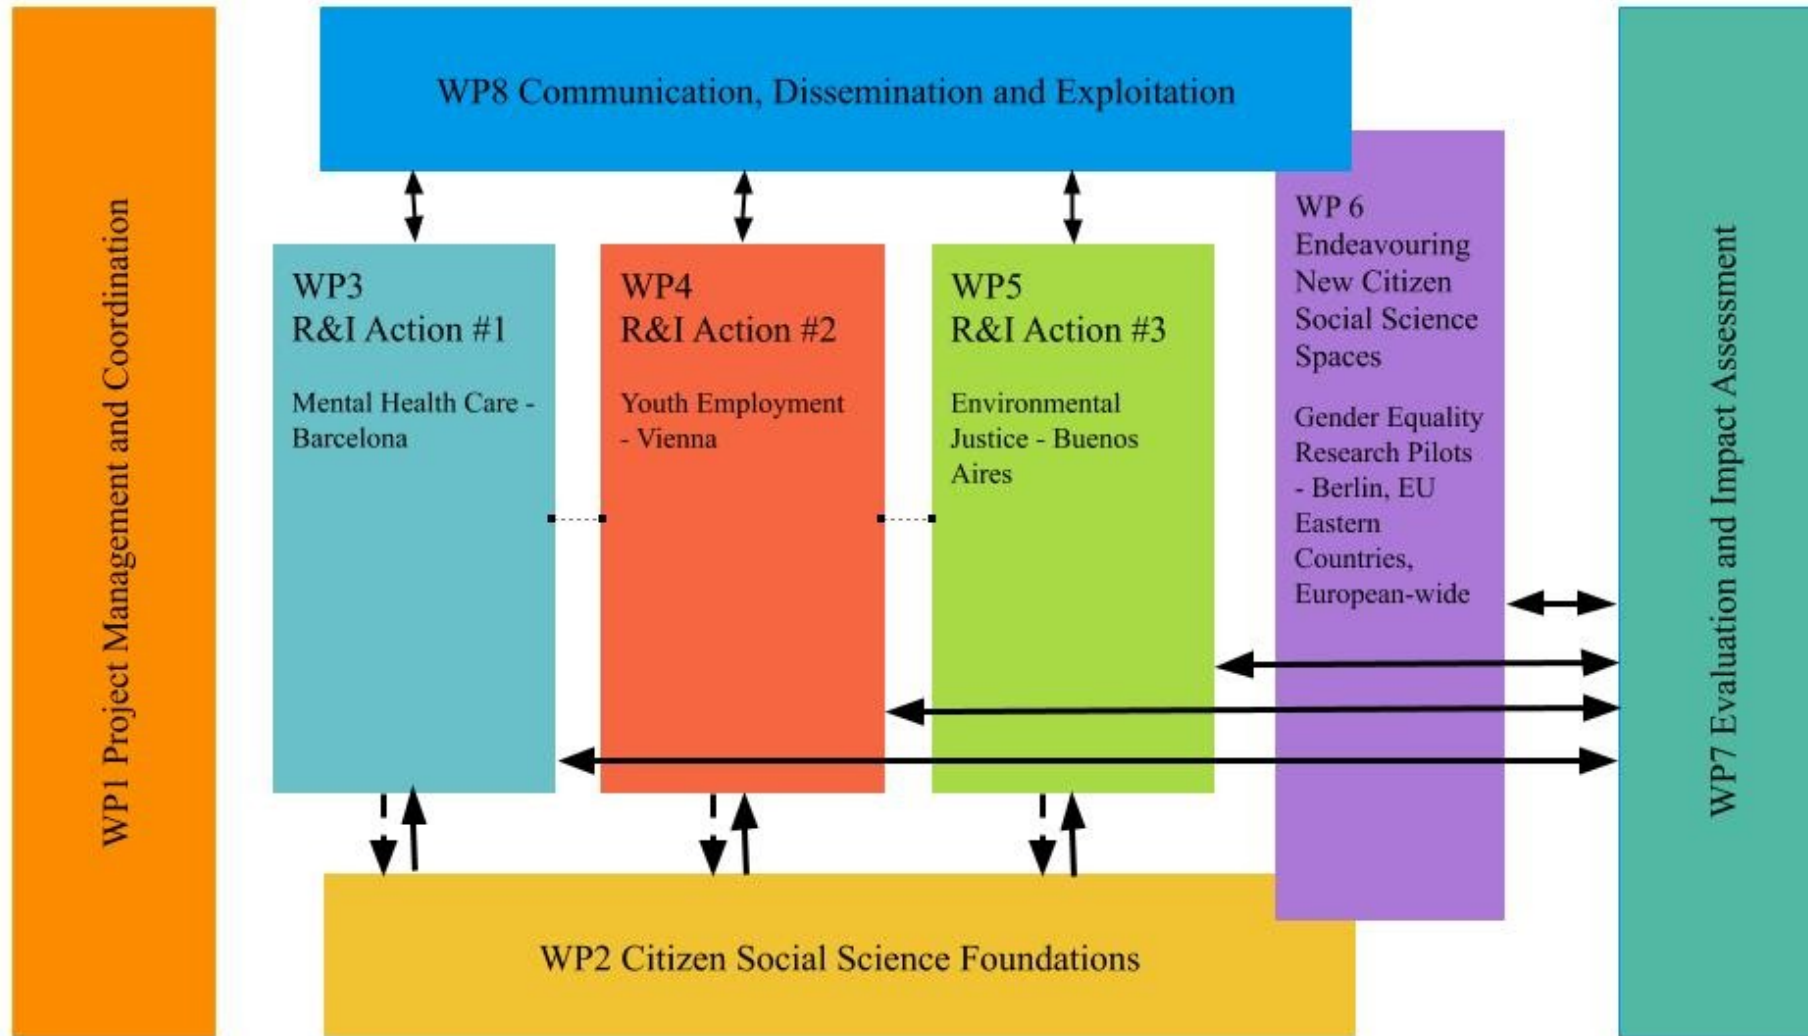 WP1 Project Management and Coordination
WP8 Communication, Dissemination and Exploitation
WP3
R&I Action #1
Mental Health Care -
Barcelona
WP4
R&I Action #2
Youth Employment
- Vienna
WP5
R&I Action #3
Environmental
Justice - Buenos
Aires
WP 6
Endeavouring
New Citizen
Social Science
Spaces
Gender Equality
Research Pilots
- Berlin, EU
Eastern
Countries,
European-wide
WP7 Evaluation and Impact Assessment
WP2 Citizen Social Science Foundations